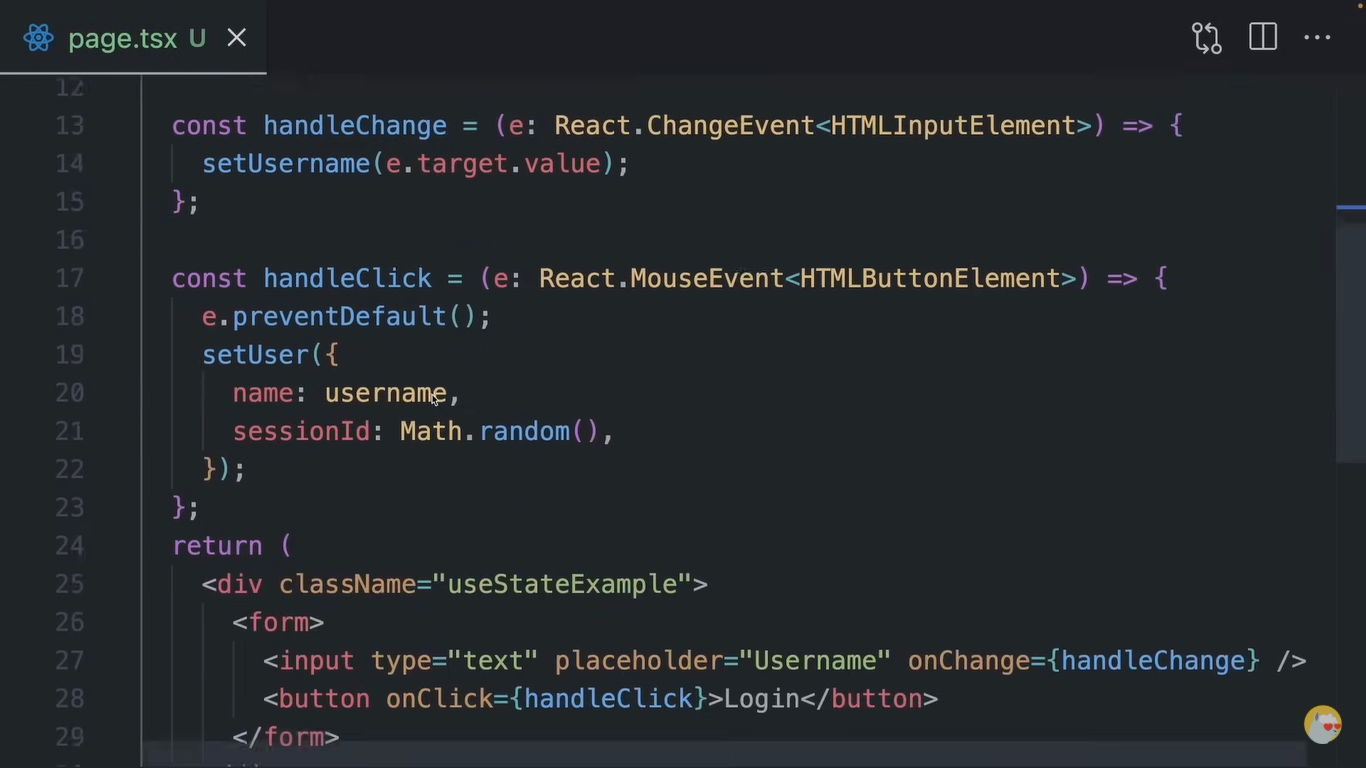 page.tsx U
12
13 const handleChange = (e: React.ChangeEvent<HTMLInputElement>) => {
14 setUsername(e.target.value);
15 };
16
17 const handleClick = (e: React.MouseEvent<HTMLButtonElement>) => {
18 e.preventDefault();
19 setUser({
20 name: username,
21 sessionId: Math.random(),
22 });
23 };
24 return (
25 <div className="useStateExample">
26 <form>
27 <input type="text" placeholder="Username" onChange={handleChange} />
28 <button onClick={handleClick}>Login</button>
29 </form>